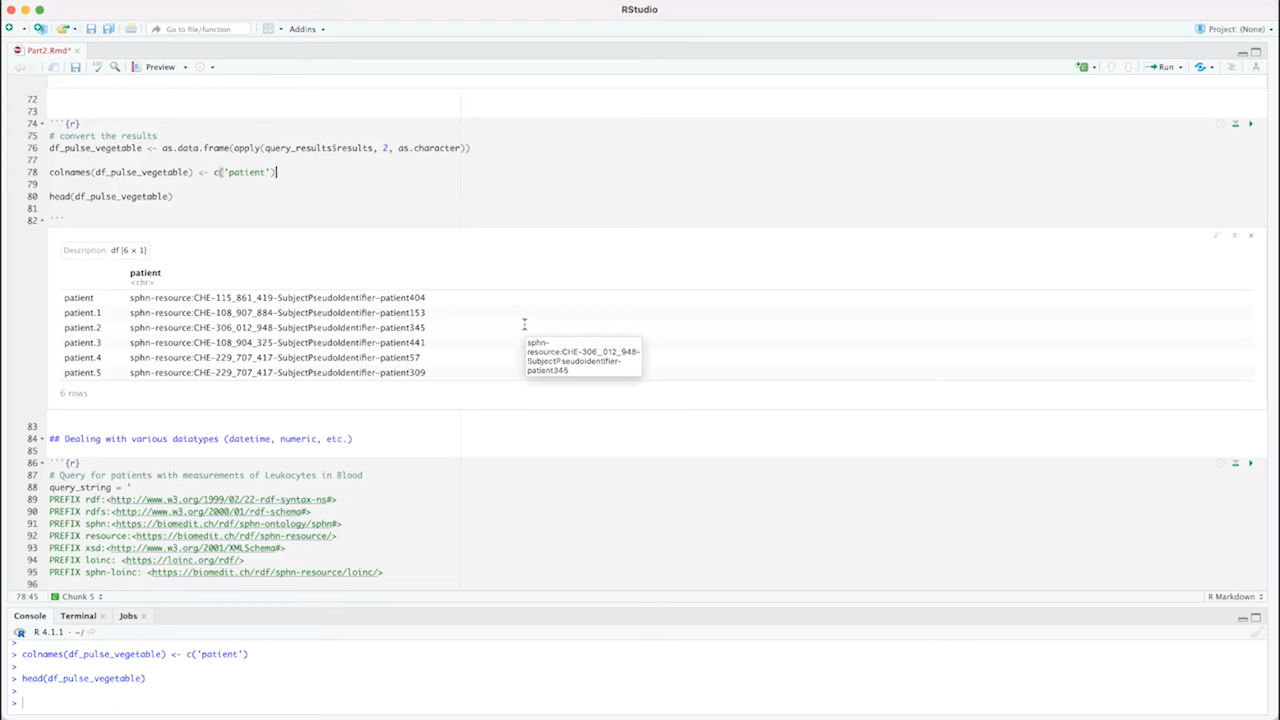 RStudio
Go to file/function
Addins
Project: (None)
Part2.Rmd*
Preview
Run
72
73
74 ```{r}
75 # convert the results
76 df_pulse_vegetable <- as.data.frame(apply(query_results$results, 2, as.character))
77
78 colnames(df_pulse_vegetable) <- c('patient')
79
80 head(df_pulse_vegetable)
81
82 ```
Description: df [6 × 1]
patient
<chr>
patient sphn-resource:CHE-115_861_419-SubjectPseudoIdentifier-patient404
patient.1 sphn-resource:CHE-108_907_884-SubjectPseudoIdentifier-patient153
patient.2 sphn-resource:CHE-306_012_948-SubjectPseudoIdentifier-patient345
patient.3 sphn-resource:CHE-108_904_325-SubjectPseudoIdentifier-patient441
patient.4 sphn-resource:CHE-229_707_417-SubjectPseudoIdentifier-patient57
patient.5 sphn-resource:CHE-229_707_417-SubjectPseudoIdentifier-patient309
sphn-
resource:CHE-306_012_948-
SubjectPseudoIdentifier-
patient345
6 rows
83
84 ## Dealing with various datatypes (datetime, numeric, etc.)
85
86 ```{r}
87 # Query for patients with measurements of Leukocytes in Blood
88 query_string = '
89 PREFIX rdf:<http://www.w3.org/1999/02/22-rdf-syntax-ns#>
90 PREFIX rdfs:<http://www.w3.org/2000/01/rdf-schema#>
91 PREFIX sphn:<https://biomedit.ch/rdf/sphn-ontology/sphn#>
92 PREFIX resource:<https://biomedit.ch/rdf/sphn-resource/>
93 PREFIX xsd:<http://www.w3.org/2001/XMLSchema#>
94 PREFIX loinc: <https://loinc.org/rdf/>
95 PREFIX sphn-loinc: <https://biomedit.ch/rdf/sphn-resource/loinc/>
96
78:45 Chunk 5 R Markdown
Console Terminal Jobs
R 4.1.1 · ~/
>
> colnames(df_pulse_vegetable) <- c('patient')
>
> head(df_pulse_vegetable)
>
>